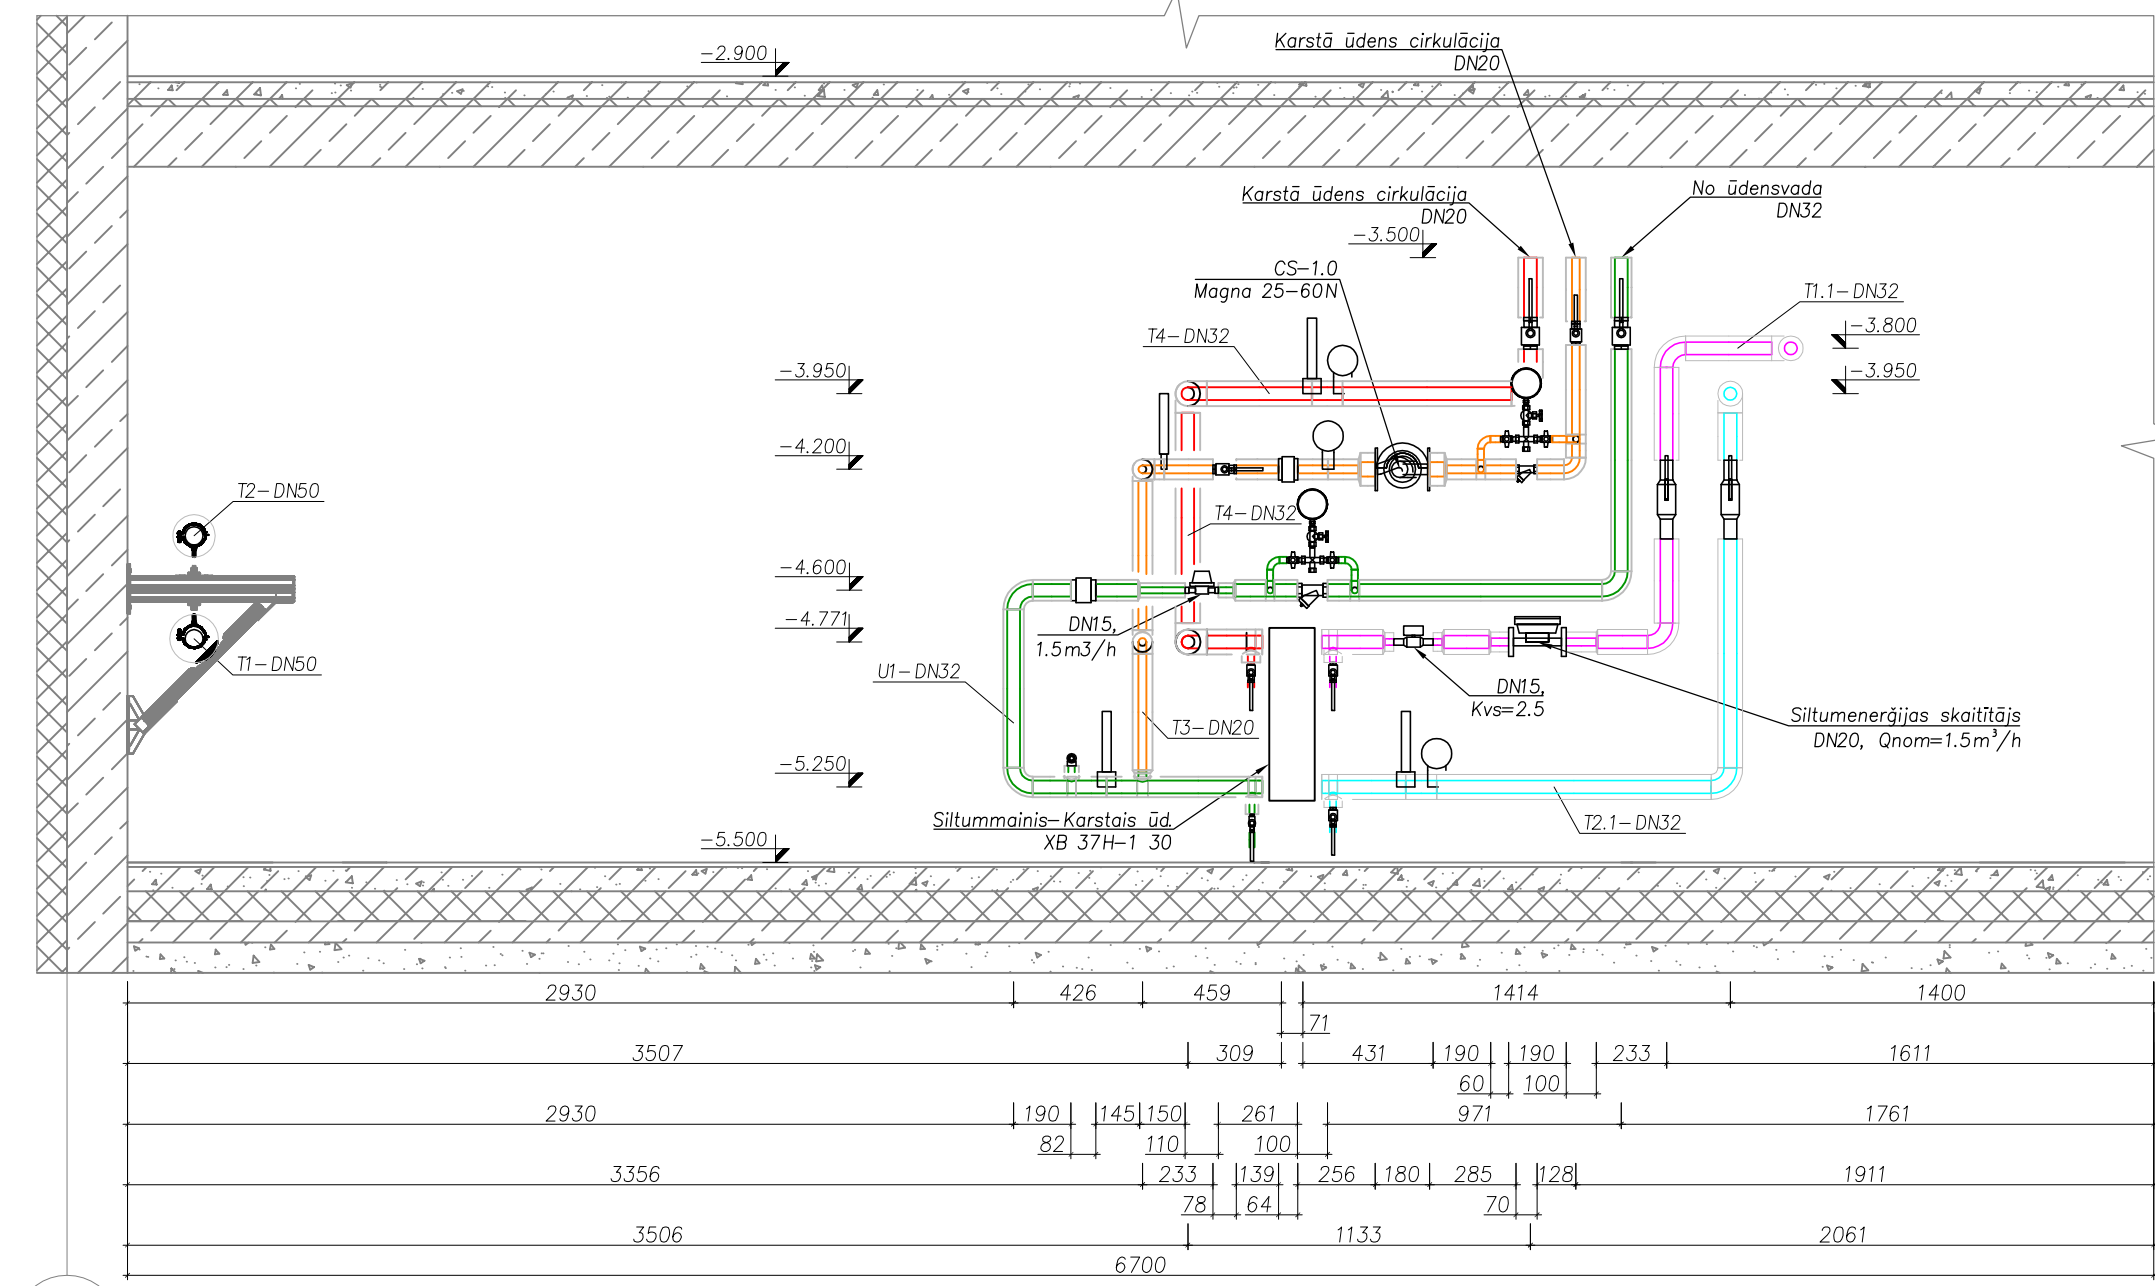 -2.900
Karstā ūdens cirkulācija
DN20
Karstā ūdens cirkulācija
DN20
No ūdensvada
DN32
-3.500
CS-1.0
Magna 25-60N
T1.1-DN32
-3.800
T4-DN32
-3.950
-3.950
-4.200
T2-DN50
T4-DN32
-4.600
-4.771
DN15,
1.5m3/h
T1-DN50
U1-DN32
DN15,
Kvs=2.5
T3-DN20
Siltumenerģijas skaitītājs
DN20, Qnom=1.5m³/h
-5.250
Siltummainis-Karstais ūd.
XB 37H-1 30
T2.1-DN32
-5.500
2930 426 459 1414 1400
71
3507 309 431 190 190 233 1611
60 100
2930 190 145 150 261 971 1761
82 110 100
3356 233 139 256 180 285 128 1911
78 64 70
3506 1133 2061
6700